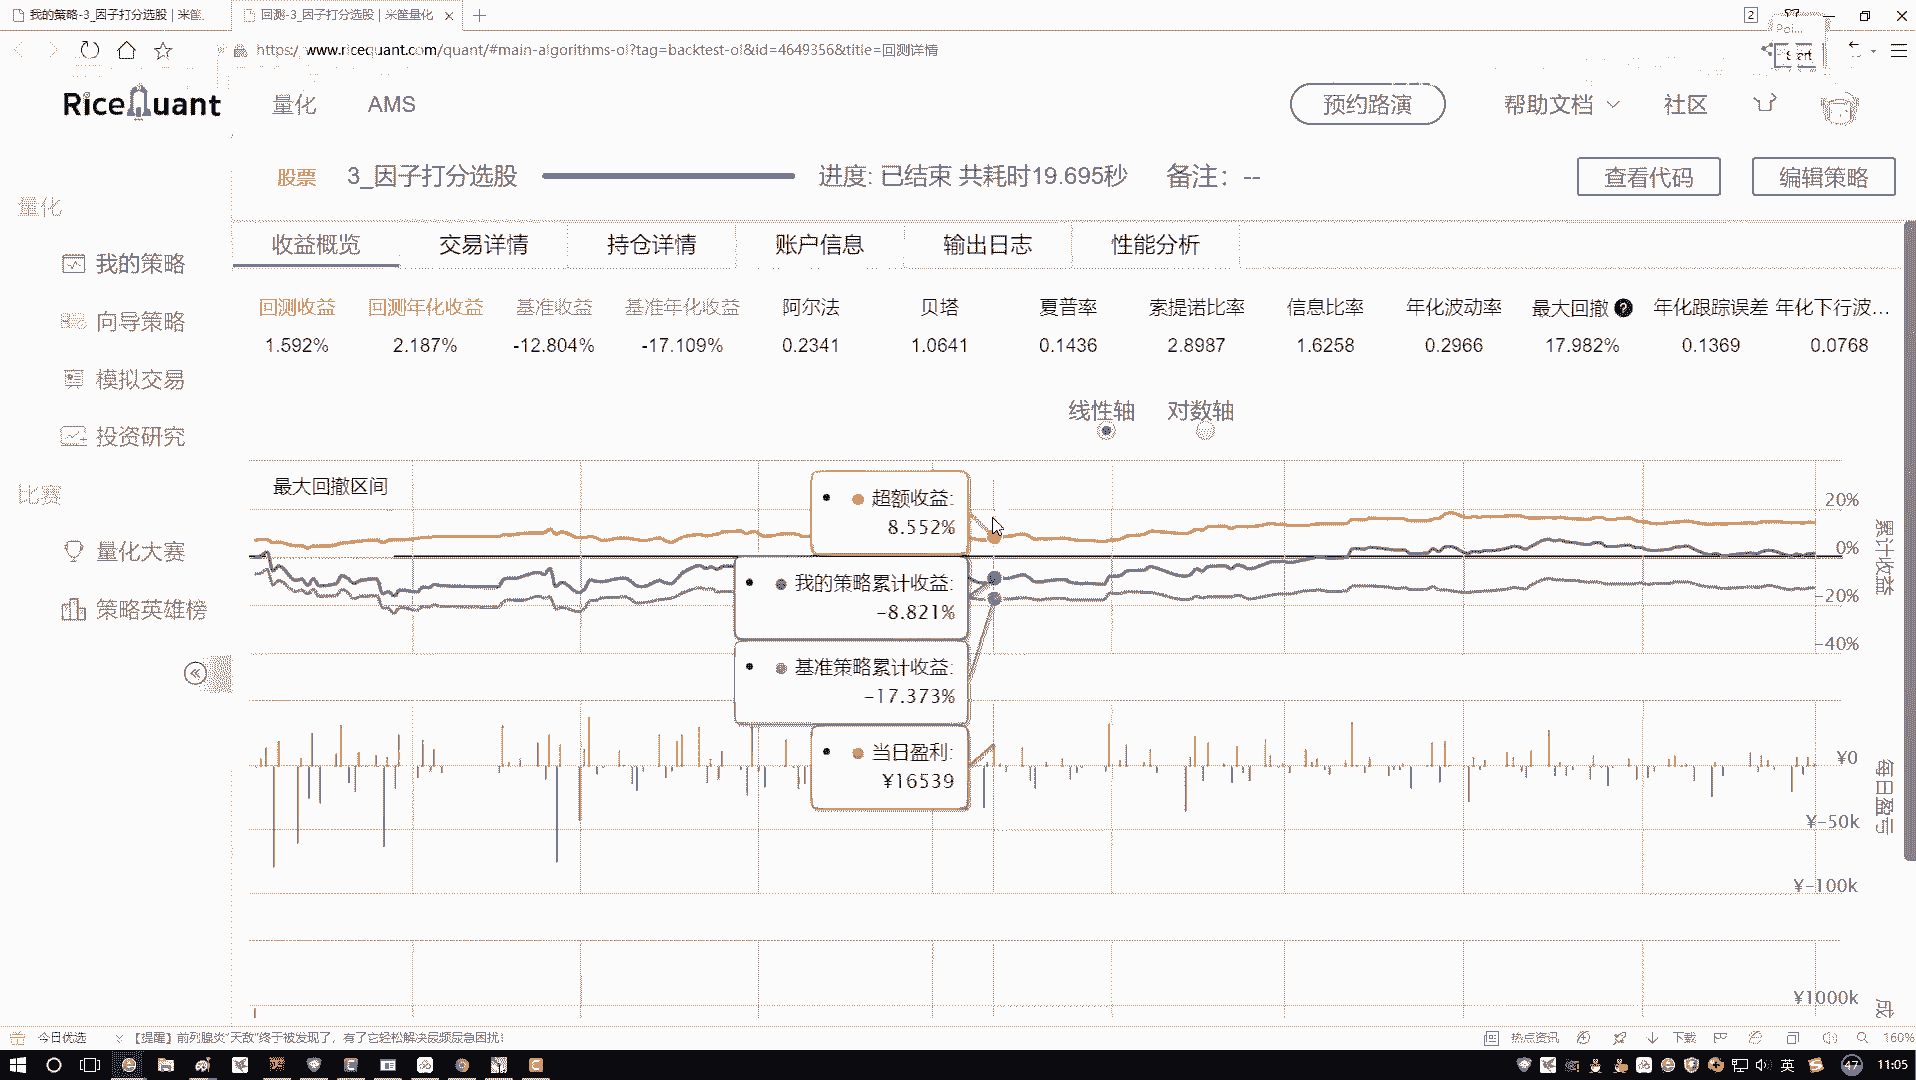 我的策略-3_因子打分选股 | 米筐
回测-3_因子打分选股 | 米筐量化
2
https:/ www.ricequant.com/quant/#main-algorithms-ol?tag=backtest-ol&id=4649356&title=回测详情
Poi...
Start
RiceQuant
量化
AMS
预约路演
帮助文档
社区
股票
3_因子打分选股
进度: 已结束 共耗时19.695秒
备注: --
查看代码
编辑策略
量化
我的策略
向导策略
模拟交易
投资研究
比赛
量化大赛
策略英雄榜
收益概览
交易详情
持仓详情
账户信息
输出日志
性能分析
回测收益 回测年化收益 基准收益 基准年化收益 阿尔法 贝塔 夏普率 索提诺比率 信息比率 年化波动率 最大回撤 ? 年化跟踪误差 年化下行波...
1.592% 2.187% -12.804% -17.109% 0.2341 1.0641 0.1436 2.8987 1.6258 0.2966 17.982% 0.1369 0.0768
线性轴 对数轴
最大回撤区间
超额收益:
8.552%
我的策略累计收益:
-8.821%
基准策略累计收益:
-17.373%
当日盈利:
¥16539
20%
0%
-20%
-40%
累计收益
¥0
¥-50k
¥-100k
每日盈亏
¥1000k
成
今日优选
【提醒】前列腺炎“天敌”终于被发现了，有了它轻松解决尿频尿急困扰!
热点资讯
下载
160%
英
47
11:05